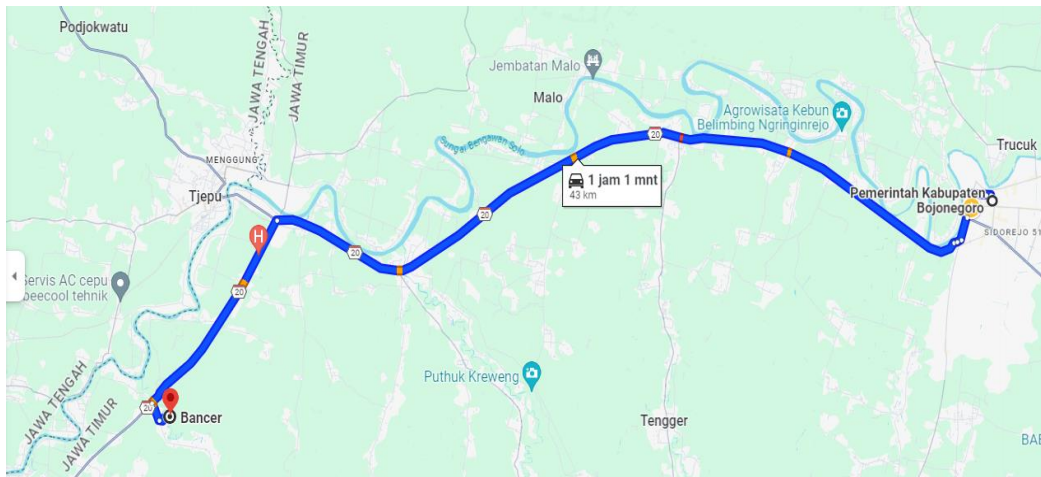 Podjokwatu
JAWA TENGAH
JAWA TIMUR
Jembatan Malo
Malo
Agrowisata Kebun
Belimbing Ngringinrejo
Sungai Bengawan Solo
Trucuk
MENGGUNG
Tjepu
20
1 jam 1 mnt
43 km
Pemerintah Kabupaten
Bojonegoro
SIDOREJO
H
20
20
20
Servis AC cepu
beecool tehnik
20
JAWA TENGAH
JAWA TIMUR
20
Bancer
Puthuk Kreweng
Tengger